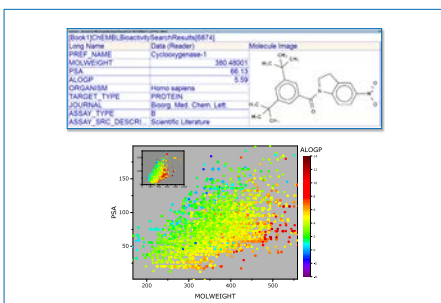 [Book1]ChEMBLBioactivitySearchResults[6874]
Long Name Data (Reader) Molecule Image
PREF_NAME Cyclooxygenase-1
MOLWEIGHT 380.48001
PSA 66.13
ALOGP 5.59
ORGANISM Homo sapiens
TARGET_TYPE PROTEIN
JOURNAL Bioorg. Med. Chem. Lett.
ASSAY_TYPE B
ASSAY_SRC_DESCRI... Scientific Literature
ALOGP
PSA
150
100
50
200 300 400 500
MOLWEIGHT